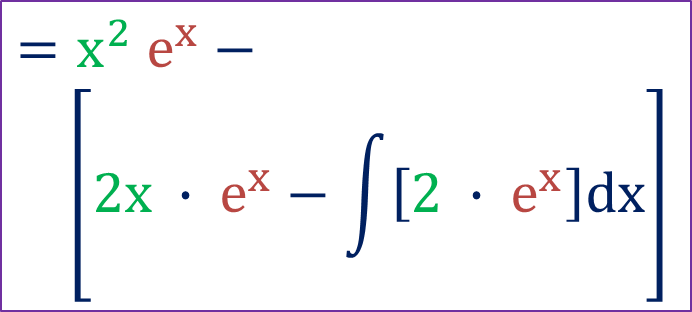 = x² eˣ −
[2x · eˣ − ∫ [2 · eˣ]dx]